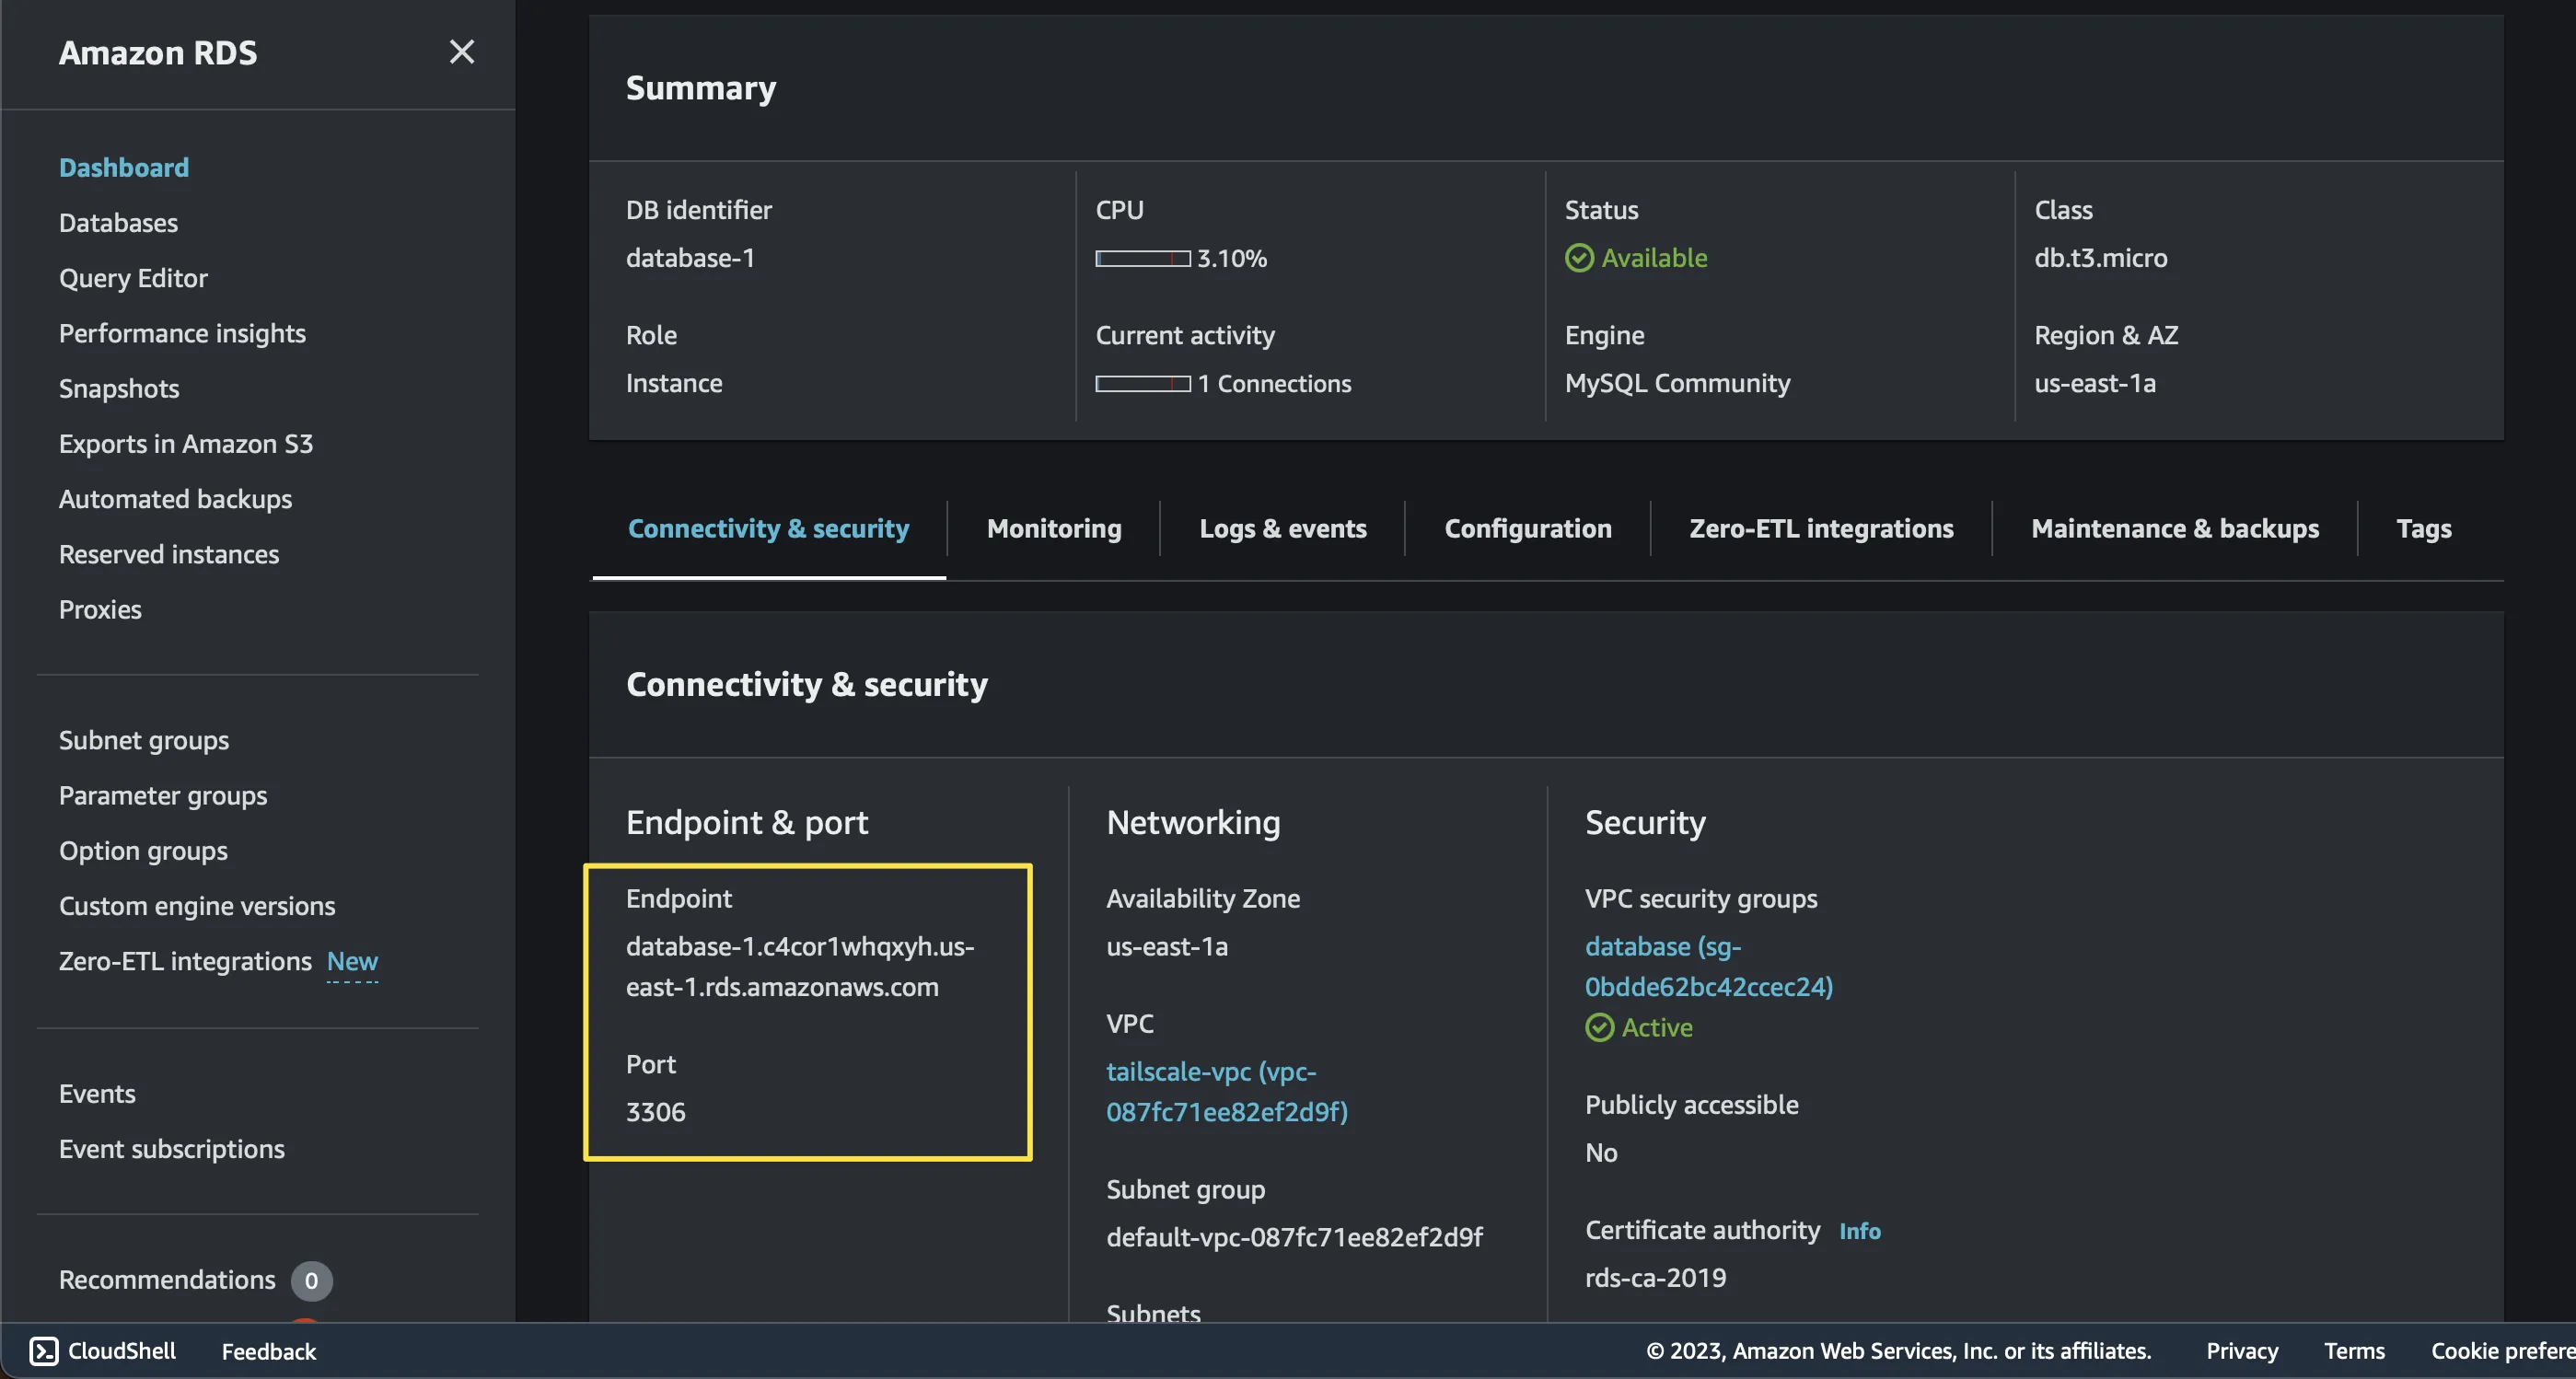 Amazon RDS
Dashboard
Databases
Query Editor
Performance insights
Snapshots
Exports in Amazon S3
Automated backups
Reserved instances
Proxies
Subnet groups
Parameter groups
Option groups
Custom engine versions
Zero-ETL integrations New
Events
Event subscriptions
Recommendations 0
Summary
DB identifier
database-1
Role
Instance
CPU
3.10%
Current activity
1 Connections
Status
Available
Engine
MySQL Community
Class
db.t3.micro
Region & AZ
us-east-1a
Connectivity & security
Monitoring
Logs & events
Configuration
Zero-ETL integrations
Maintenance & backups
Tags
Connectivity & security
Endpoint & port
Endpoint
database-1.c4cor1whqxyh.us-
east-1.rds.amazonaws.com
Port
3306
Networking
Availability Zone
us-east-1a
VPC
tailscale-vpc (vpc-
087fc71ee82ef2d9f)
Subnet group
default-vpc-087fc71ee82ef2d9f
Subnets
Security
VPC security groups
database (sg-
0bdde62bc42ccec24)
Active
Publicly accessible
No
Certificate authority Info
rds-ca-2019
CloudShell
Feedback
© 2023, Amazon Web Services, Inc. or its affiliates.
Privacy
Terms
Cookie prefere